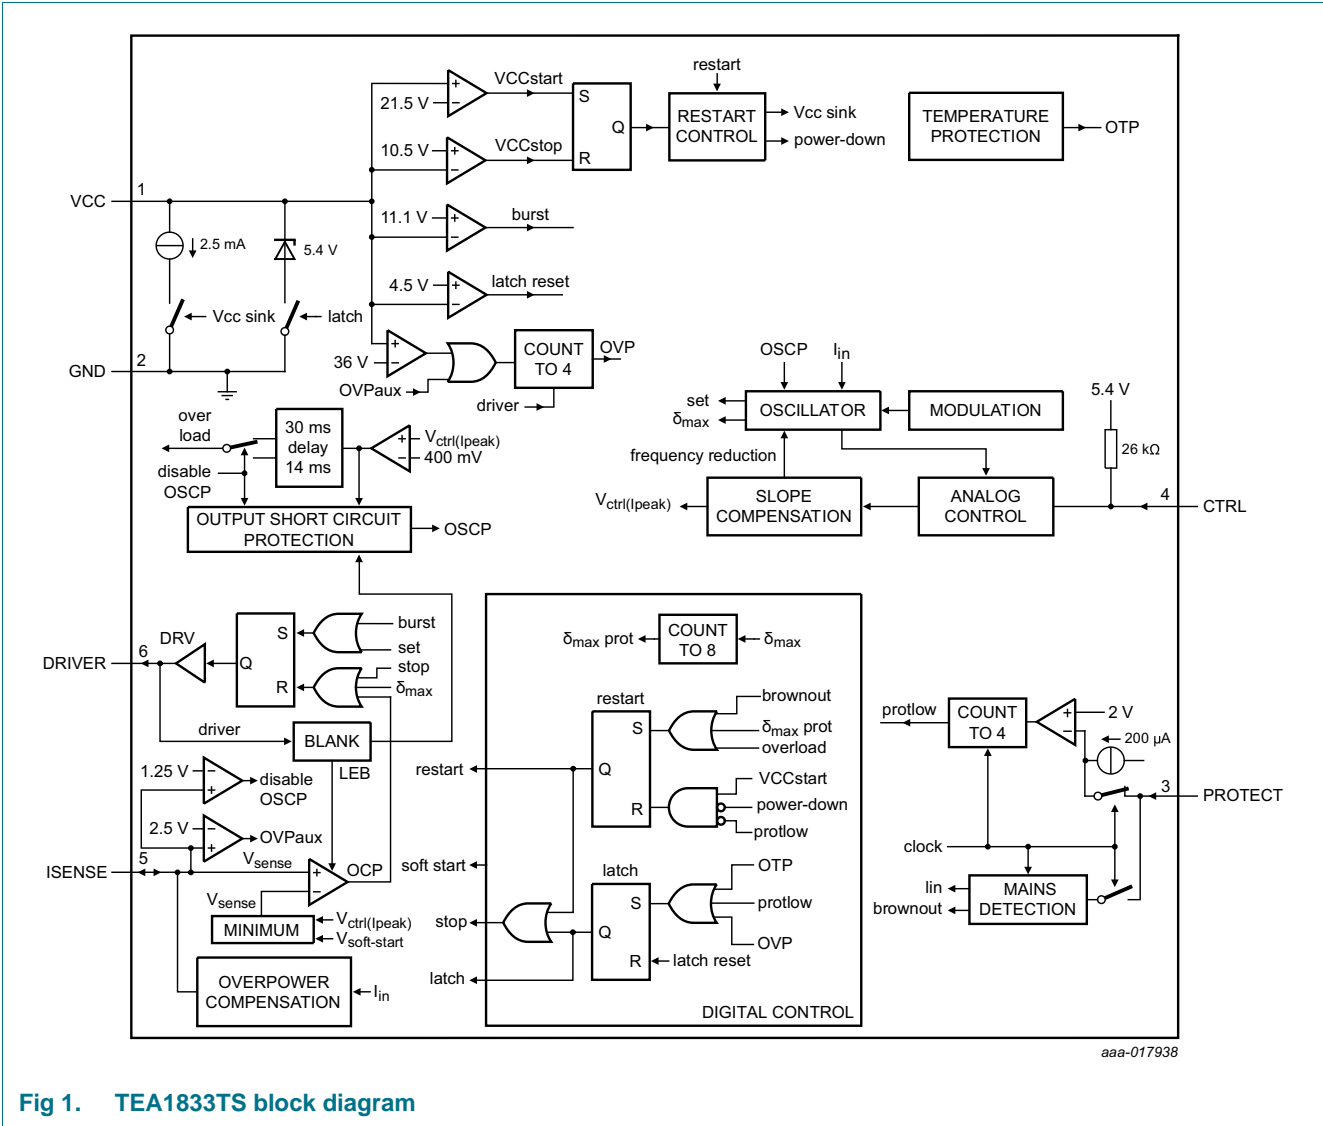 restart
VCCstart
21.5 V
+
−
S
Q
R
RESTART
CONTROL
Vcc sink
power-down
TEMPERATURE
PROTECTION
OTP
10.5 V
+
−
VCCstop
VCC
1
11.1 V
+
−
burst
2.5 mA
5.4 V
4.5 V
+
−
latch reset
Vcc sink
latch
GND
2
36 V
+
−
OVPaux
COUNT
TO 4
OVP
driver
OSCP
Iin
set
δmax
OSCILLATOR
MODULATION
5.4 V
26 kΩ
over
load
30 ms
delay
14 ms
+
−
Vctrl(Ipeak)
400 mV
disable
OSCP
frequency reduction
Vctrl(Ipeak)
SLOPE
COMPENSATION
ANALOG
CONTROL
4
CTRL
OUTPUT SHORT CIRCUIT
PROTECTION
OSCP
DRIVER
6
DRV
S
Q
R
burst
set
stop
δmax
driver
BLANK
LEB
1.25 V
−
+
disable
OSCP
2.5 V
−
+
OVPaux
ISENSE
5
Vsense
+
−
OCP
Vsense
MINIMUM
Vctrl(Ipeak)
Vsoft-start
OVERPOWER
COMPENSATION
Iin
δmax prot
COUNT
TO 8
δmax
restart
S
Q
R
brownout
δmax prot
overload
restart
VCCstart
power-down
protlow
soft start
latch
S
Q
R
OTP
protlow
OVP
stop
latch reset
latch
DIGITAL CONTROL
protlow
COUNT
TO 4
+
−
2 V
200 µA
3
PROTECT
clock
lin
brownout
MAINS
DETECTION
aaa-017938
Fig 1. TEA1833TS block diagram